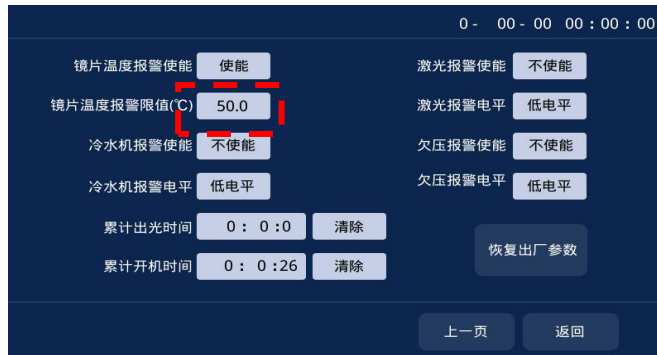 0- 00-00 00:00:00
镜片温度报警使能 使能 激光报警使能 不使能
镜片温度报警限值(℃) 50.0 激光报警电平 低电平
冷水机报警使能 不使能 欠压报警使能 不使能
冷水机报警电平 低电平 欠压报警电平 低电平
累计出光时间 0: 0:0 清除
恢复出厂参数
累计开机时间 0: 0:26 清除
上一页 返回